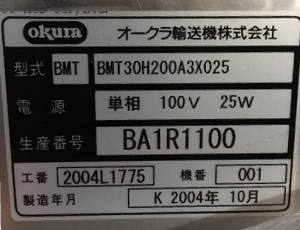 okura オークラ輸送機株式会社
型式 BMT BMT30H200A3X025
電源 単相 100V 25W
生産番号 BA1R1100
工番 2004L1775 機番 001
製造年月 K 2004年 10月